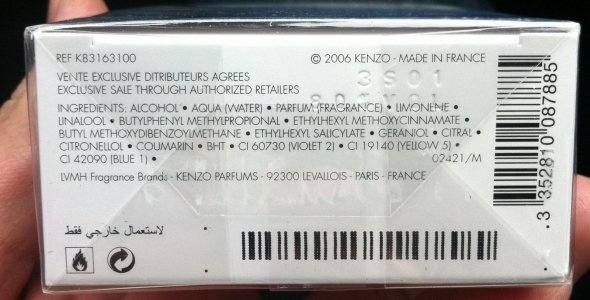 REF K83163100
© 2006 KENZO - MADE IN FRANCE
VENTE EXCLUSIVE DITRIBUTEURS AGREES
EXCLUSIVE SALE THROUGH AUTHORIZED RETAILERS
3S01
INGREDIENTS: ALCOHOL • AQUA (WATER) • PARFUM (FRAGRANCE) • LIMONENE •
LINALOOL • BUTYLPHENYL METHYLPROPIONAL • ETHYLHEXYL METHOXYCINNAMATE •
BUTYL METHOXYDIBENZOYLMETHANE • ETHYLHEXYL SALICYLATE • GERANIOL • CITRAL •
CITRONELLOL • COUMARIN • BHT • CI 60730 (VIOLET 2) • CI 19140 (YELLOW 5) •
CI 42090 (BLUE 1) •
02421/M
LVMH Fragrance Brands - KENZO PARFUMS - 92300 LEVALLOIS - PARIS - FRANCE
لاستعمال خارجي فقط
3 352810 087885